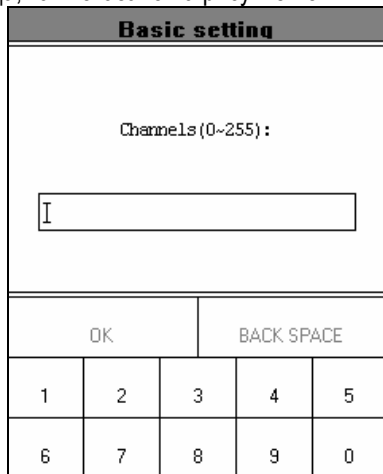 Basic setting
Channels(0~255):
OK BACK SPACE
1 2 3 4 5
6 7 8 9 0